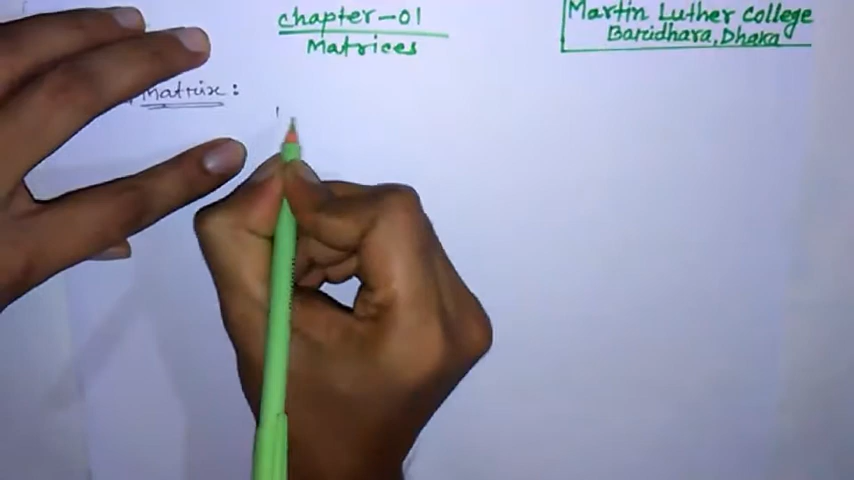 chapter-01
Matrices
Martin Luther College
Baridhara, Dhaka
Matrix: